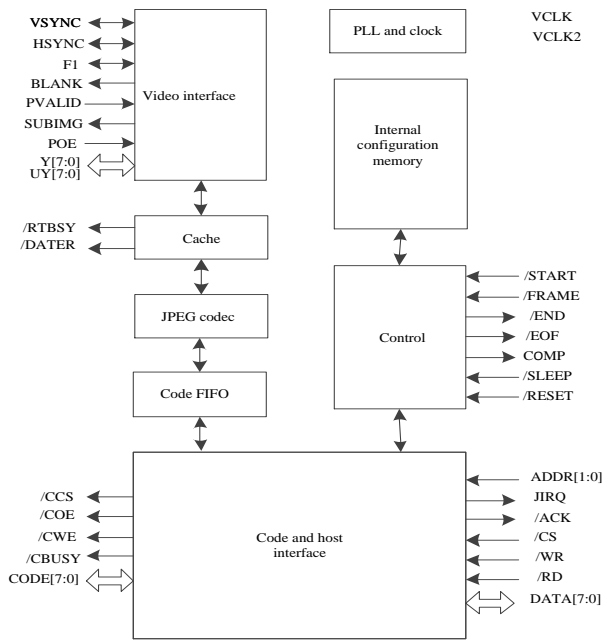 VSYNC
HSYNC
F1
BLANK
PVALID
SUBIMG
POE
Y[7:0]
UY[7:0]
Video interface
PLL and clock
VCLK
VCLK2
Internal
configuration
memory
/RTBSY
/DATER
Cache
JPEG codec
Code FIFO
Control
/START
/FRAME
/END
/EOF
COMP
/SLEEP
/RESET
/CCS
/COE
/CWE
/CBUSY
CODE[7:0]
Code and host
interface
ADDR[1:0]
JIRQ
/ACK
/CS
/WR
/RD
DATA[7:0]